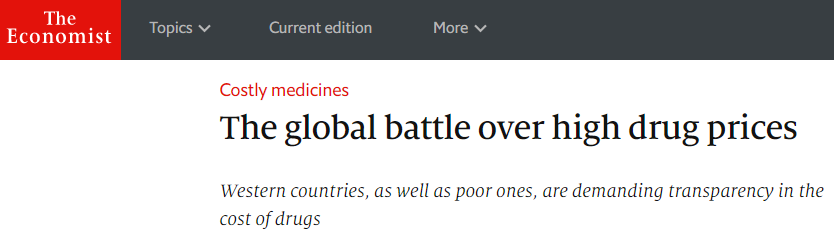 The
Economist
Topics
Current edition
More
Costly medicines
The global battle over high drug prices
Western countries, as well as poor ones, are demanding transparency in the
cost of drugs